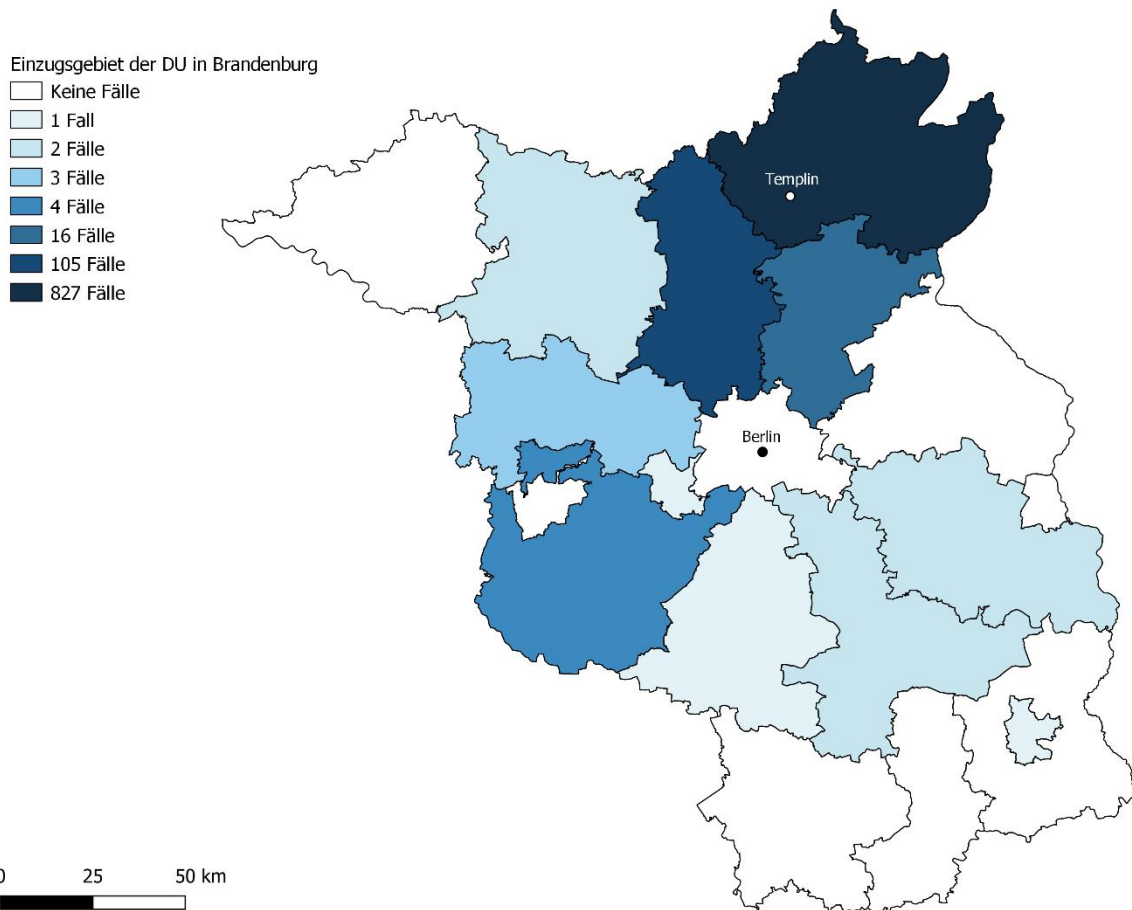 Einzugsgebiet der DU in Brandenburg
Keine Fälle
1 Fall
2 Fälle
3 Fälle
4 Fälle
16 Fälle
105 Fälle
827 Fälle
Templin
Berlin
0 25 50 km